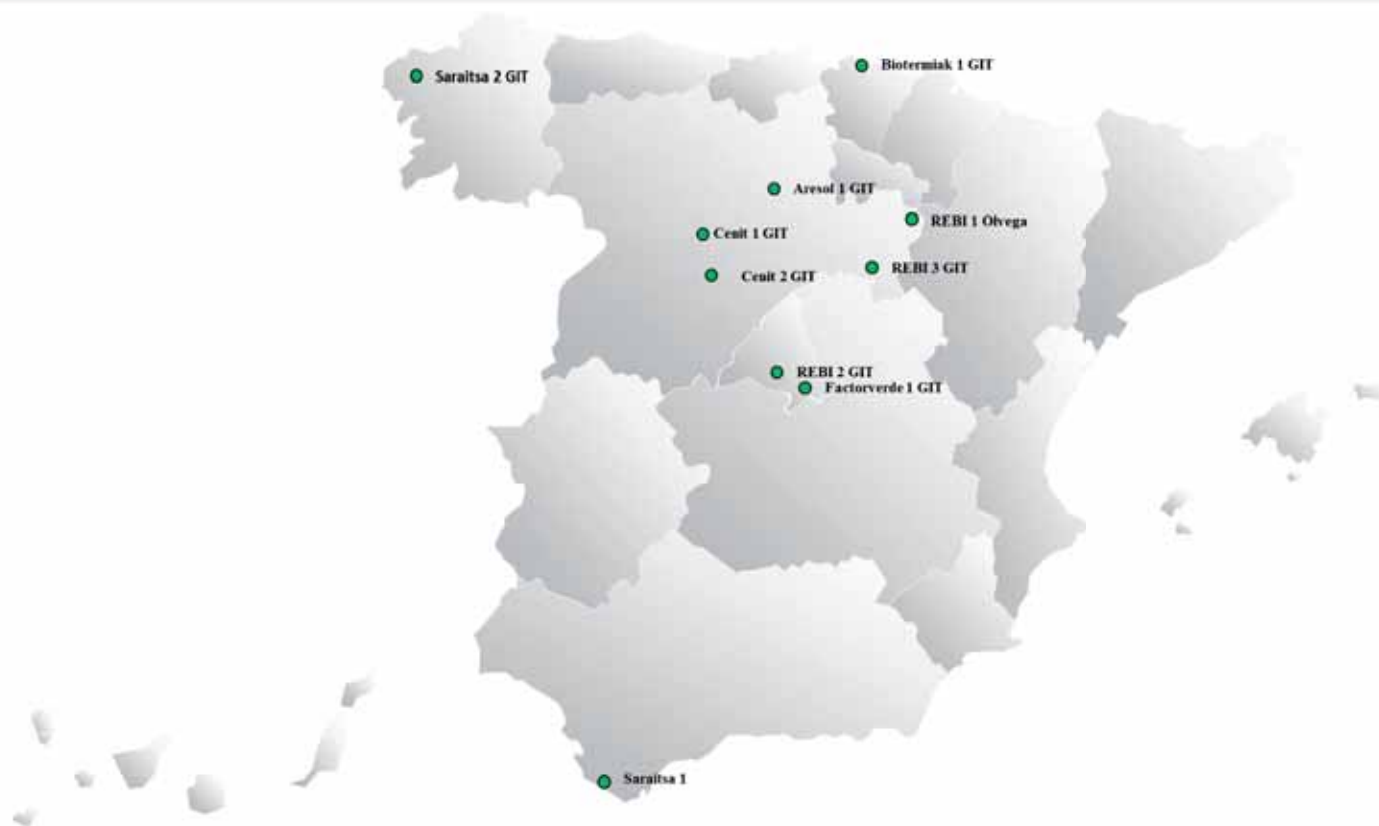 Biotermiak 1 GIT
Saraitsa 2 GIT
Aresol 1 GIT
REBI 1 Olvega
Cenit 1 GIT
REBI 3 GIT
Cenit 2 GIT
REBI 2 GIT
Factorverde 1 GIT
Saraitsa 1